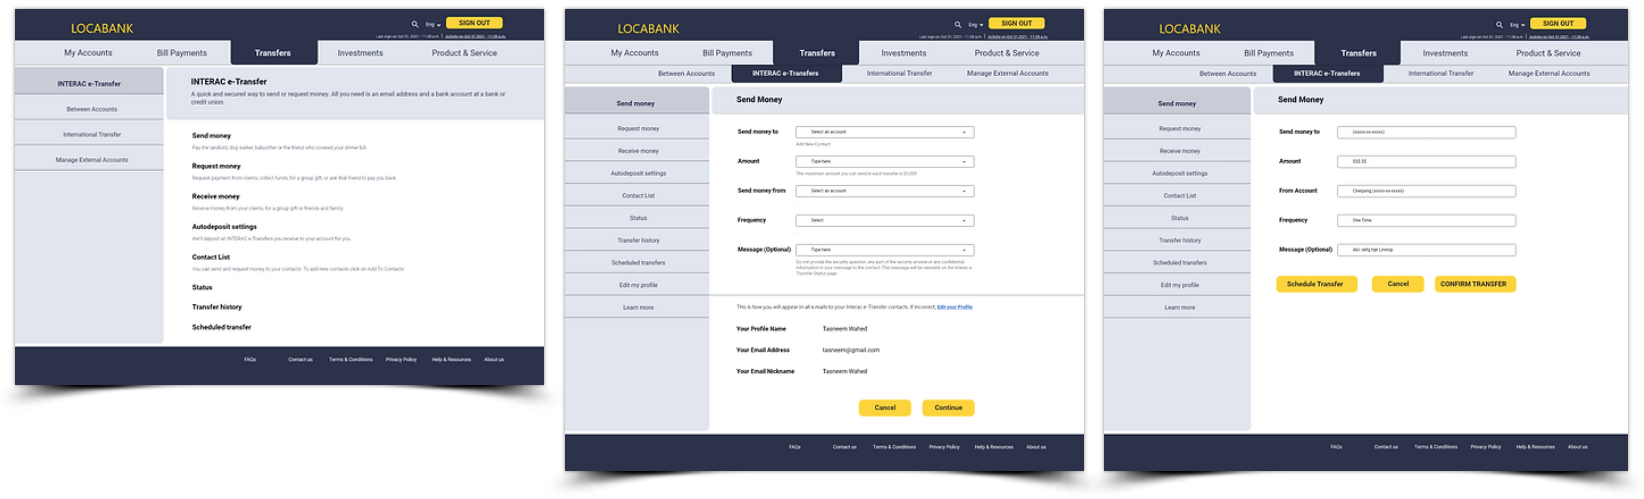 LOCABANK
Eng
SIGN OUT
Last sign on Oct 31, 2021 - 11:28 a.m. | Activity on Oct 31, 2021 - 11:28 a.m.
My Accounts
Bill Payments
Transfers
Investments
Product & Service
INTERAC e-Transfer
Between Accounts
International Transfer
Manage External Accounts
INTERAC e-Transfer
A quick and secured way to send or request money. All you need is an email address and a bank account at a bank or
credit union.
Send money
Pay the landlord, dog walker, babysitter or the friend who covered your dinner bill.
Request money
Request payment from clients, collect funds, for a group gift, or ask that friend to pay you back.
Receive money
Receive money from your clients, for a group gift or friends and family.
Autodeposit settings
We'll deposit all INTERAC e-Transfers you receive to your account for you.
Contact List
You can send and request money to your contacts. To add new contacts click on Add To Contacts
Status
Transfer history
Scheduled transfer
FAQs
Contact us
Terms & Conditions
Privacy Policy
Help & Resources
About us
LOCABANK
Eng
SIGN OUT
Last sign on Oct 31, 2021 - 11:28 a.m. | Activity on Oct 31, 2021 - 11:28 a.m.
My Accounts
Bill Payments
Transfers
Investments
Product & Service
Between Accounts
INTERAC e-Transfers
International Transfer
Manage External Accounts
Send money
Request money
Receive money
Autodeposit settings
Contact List
Status
Transfer history
Scheduled transfers
Edit my profile
Learn more
Send Money
Send money to
Select an account
Add New Contact
Amount
Type here
The maximum amount you can send in each transfer is $3,000
Send money from
Select an account
Frequency
Select
Message (Optional)
Type here
Do not provide the security question, any part of the security answer or any confidential
information in your message to the contact. This message will be viewable on the Interac e-
Transfer Status page.
This is how you will appear in all e-mails to your Interac e-Transfer contacts. If incorrect, Edit your Profile
Your Profile Name
Tasneem Wahed
Your Email Address
tasneem@gmail.com
Your Email Nickname
Tasneem Wahed
Cancel
Continue
FAQs
Contact us
Terms & Conditions
Privacy Policy
Help & Resources
About us
LOCABANK
Eng
SIGN OUT
Last sign on Oct 31, 2021 - 11:28 a.m. | Activity on Oct 31, 2021 - 11:28 a.m.
My Accounts
Bill Payments
Transfers
Investments
Product & Service
Between Accounts
INTERAC e-Transfers
International Transfer
Manage External Accounts
Send money
Request money
Receive money
Autodeposit settings
Contact List
Status
Transfer history
Scheduled transfers
Edit my profile
Learn more
Send Money
Send money to
Amount
From Account
Chequing
Frequency
One Time
Message (Optional)
Schedule Transfer
Cancel
CONFIRM TRANSFER
FAQs
Contact us
Terms & Conditions
Privacy Policy
Help & Resources
About us